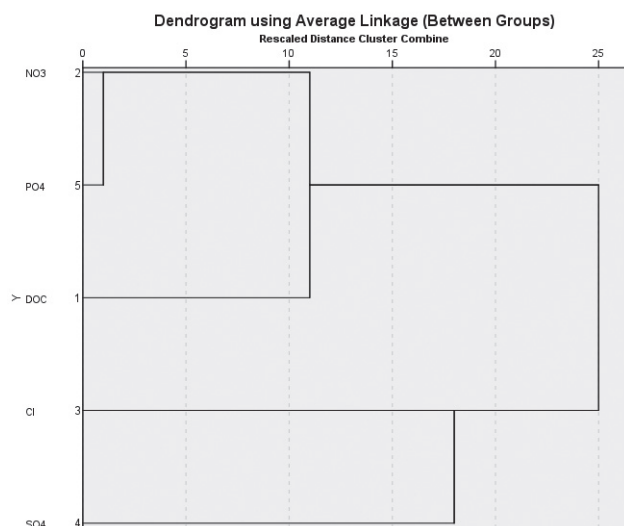 Dendrogram using Average Linkage (Between Groups)
Rescaled Distance Cluster Combine
0 5 10 15 20 25
NO3 2
PO4 5
Y
DOC 1
Cl 3
SO4 4